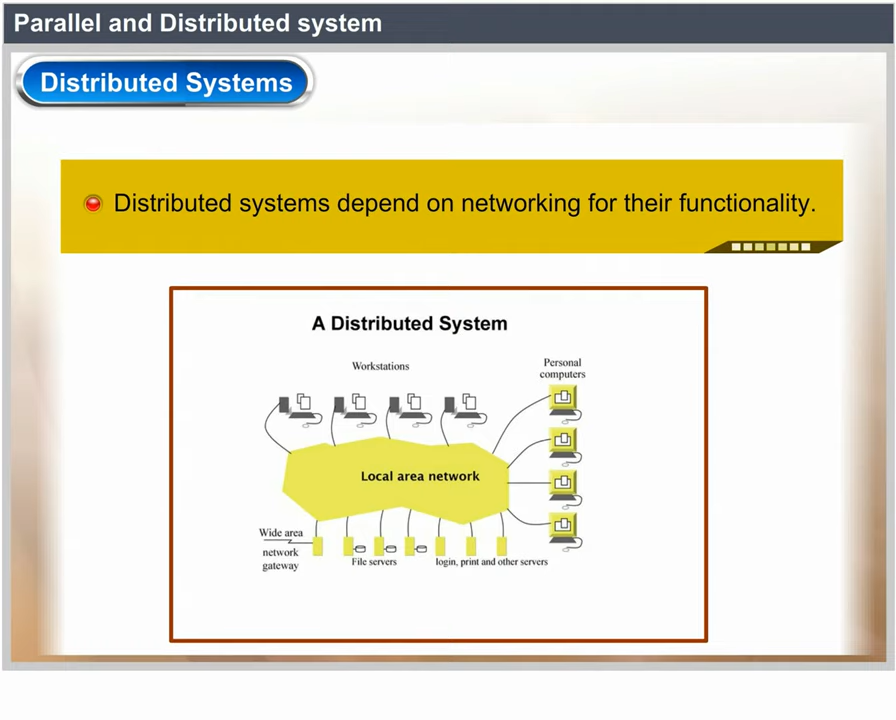 Parallel and Distributed system
Distributed Systems
Distributed systems depend on networking for their functionality.
A Distributed System
Workstations
Personal
computers
Local area network
Wide area
network
gateway
File servers
login, print and other servers